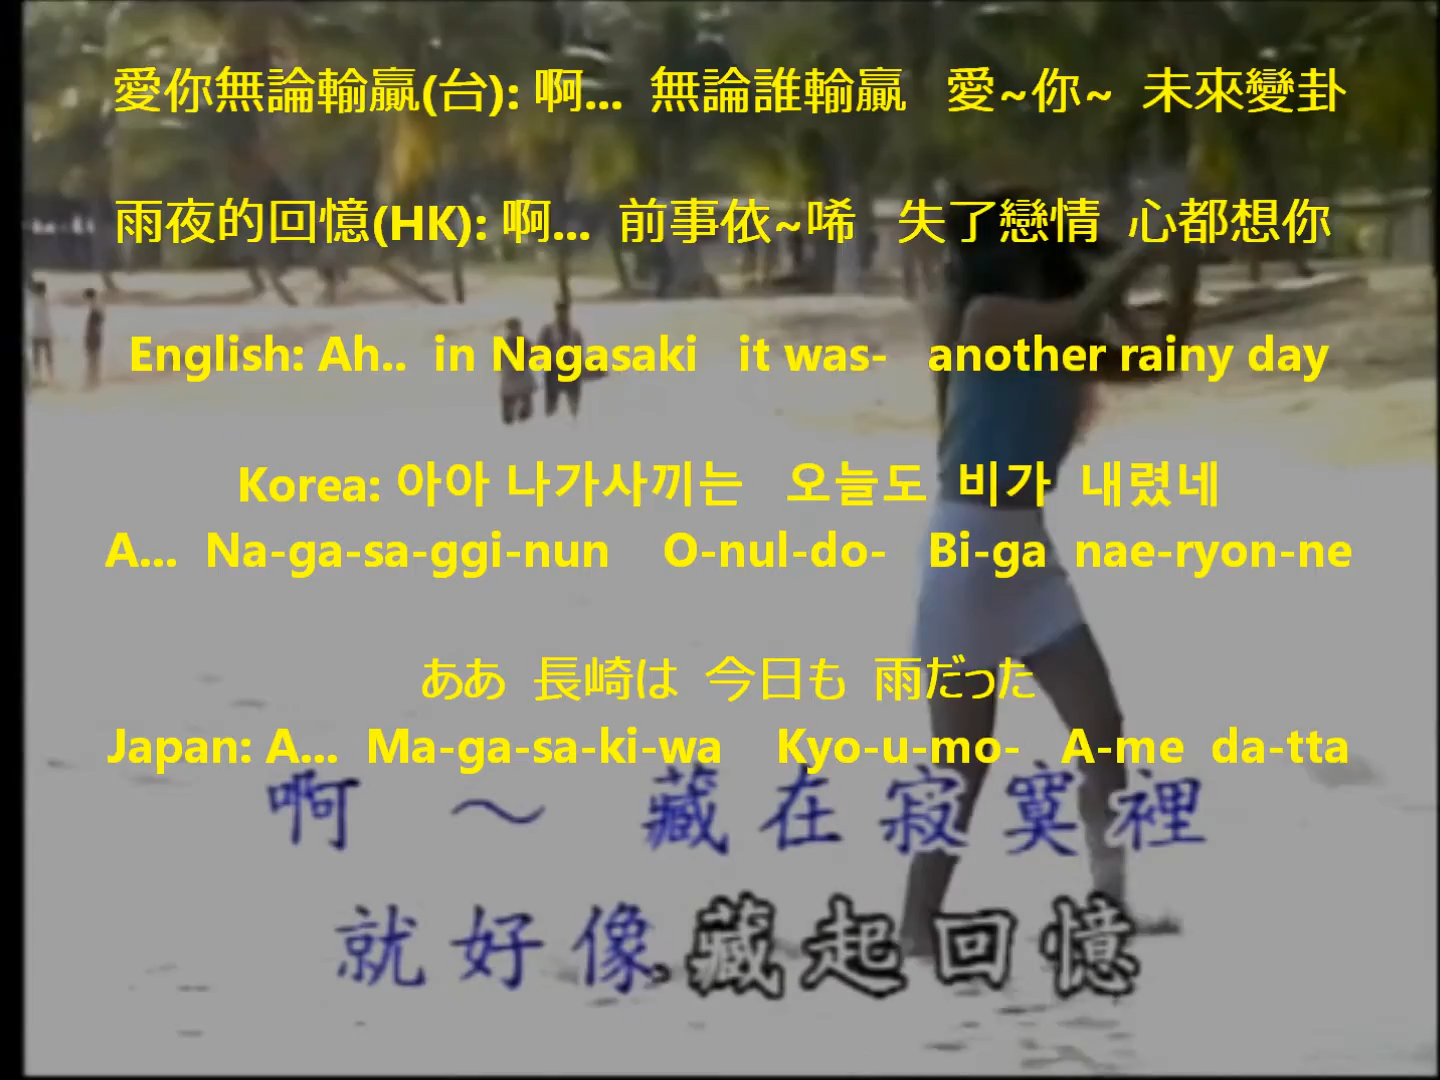 愛你無論輸贏(台): 啊... 無論誰輸贏 愛~你~ 未來變卦
雨夜的回憶(HK): 啊... 前事依~唏 失了戀情 心都想你
English: Ah.. in Nagasaki it was- another rainy day
Korea: 아아 나가사끼는 오늘도 비가 내렸네
A... Na-ga-sa-ggi-nun O-nul-do- Bi-ga nae-ryon-ne
ああ 長崎は 今日も 雨だった
Japan: A... Ma-ga-sa-ki-wa Kyo-u-mo- A-me da-tta
啊 ~ 藏在寂寞裡
就好像藏起回憶